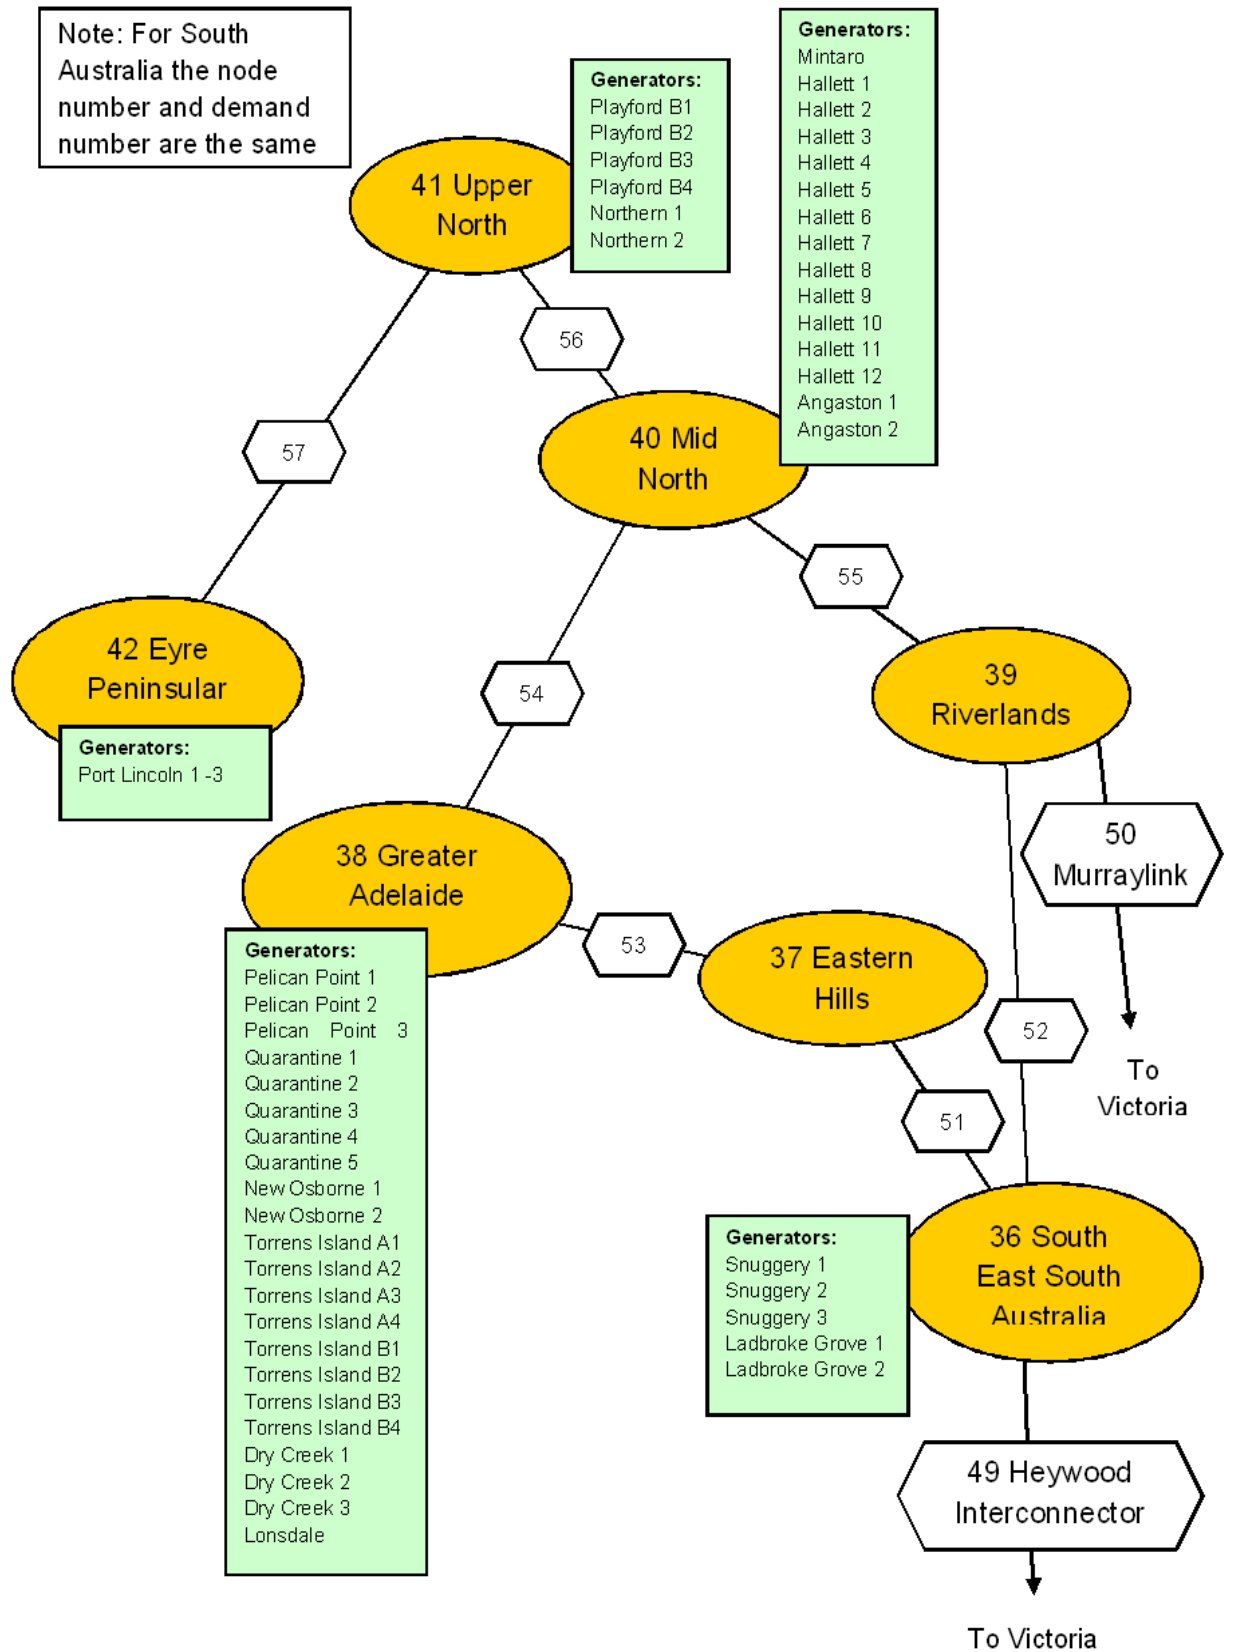 Note: For South
Australia the node
number and demand
number are the same
Generators:
Mintaro
Hallett 1
Hallett 2
Hallett 3
Hallett 4
Hallett 5
Hallett 6
Hallett 7
Hallett 8
Hallett 9
Hallett 10
Hallett 11
Hallett 12
Angaston 1
Angaston 2
Generators:
Playford B1
Playford B2
Playford B3
Playford B4
Northern 1
Northern 2
41 Upper
North
56
57
40 Mid
North
55
42 Eyre
Peninsular
Generators:
Port Lincoln 1 -3
54
39
Riverlands
50
Murraylink
To
Victoria
38 Greater
Adelaide
Generators:
Pelican Point 1
Pelican Point 2
Pelican Point 3
Quarantine 1
Quarantine 2
Quarantine 3
Quarantine 4
Quarantine 5
New Osborne 1
New Osborne 2
Torrens Island A1
Torrens Island A2
Torrens Island A3
Torrens Island A4
Torrens Island B1
Torrens Island B2
Torrens Island B3
Torrens Island B4
Dry Creek 1
Dry Creek 2
Dry Creek 3
Lonsdale
53
37 Eastern
Hills
52
51
Generators:
Snuggery 1
Snuggery 2
Snuggery 3
Ladbroke Grove 1
Ladbroke Grove 2
36 South
East South
Australia
49 Heywood
Interconnector
To Victoria